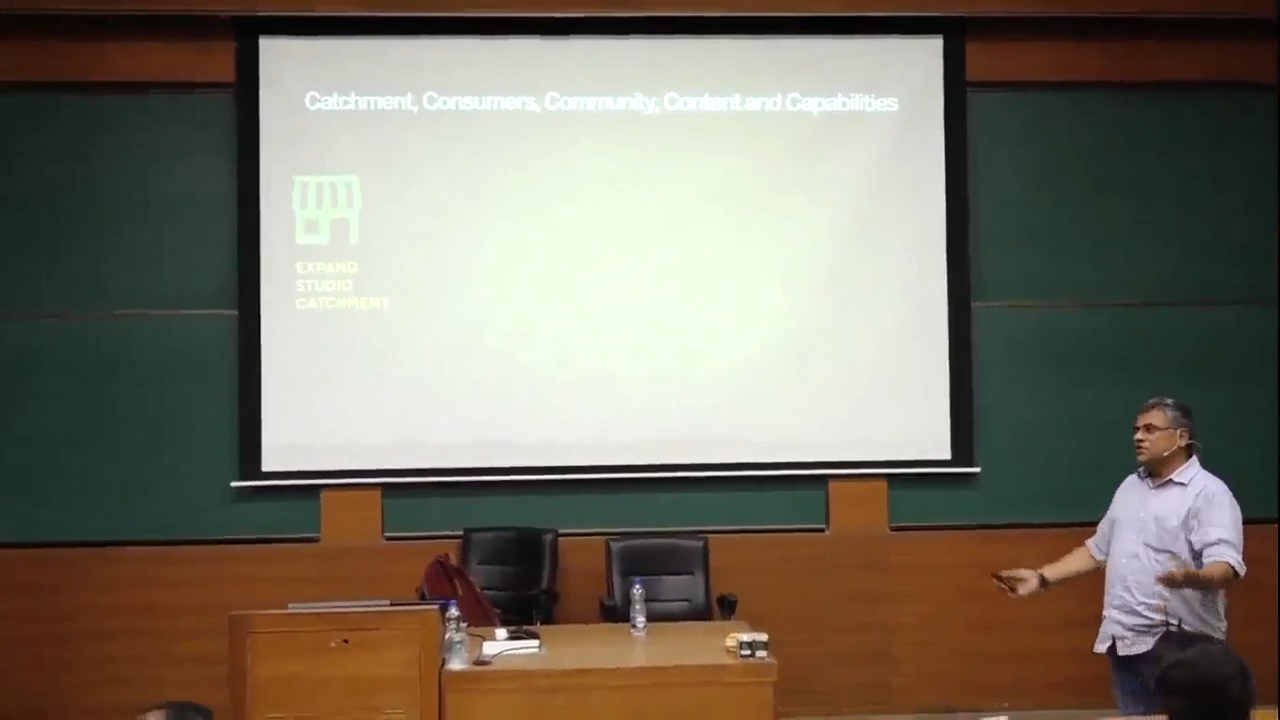 Catchment, Consumers, Community, Content and Capabilities
EXPAND
STUDIO
CATCHMENT